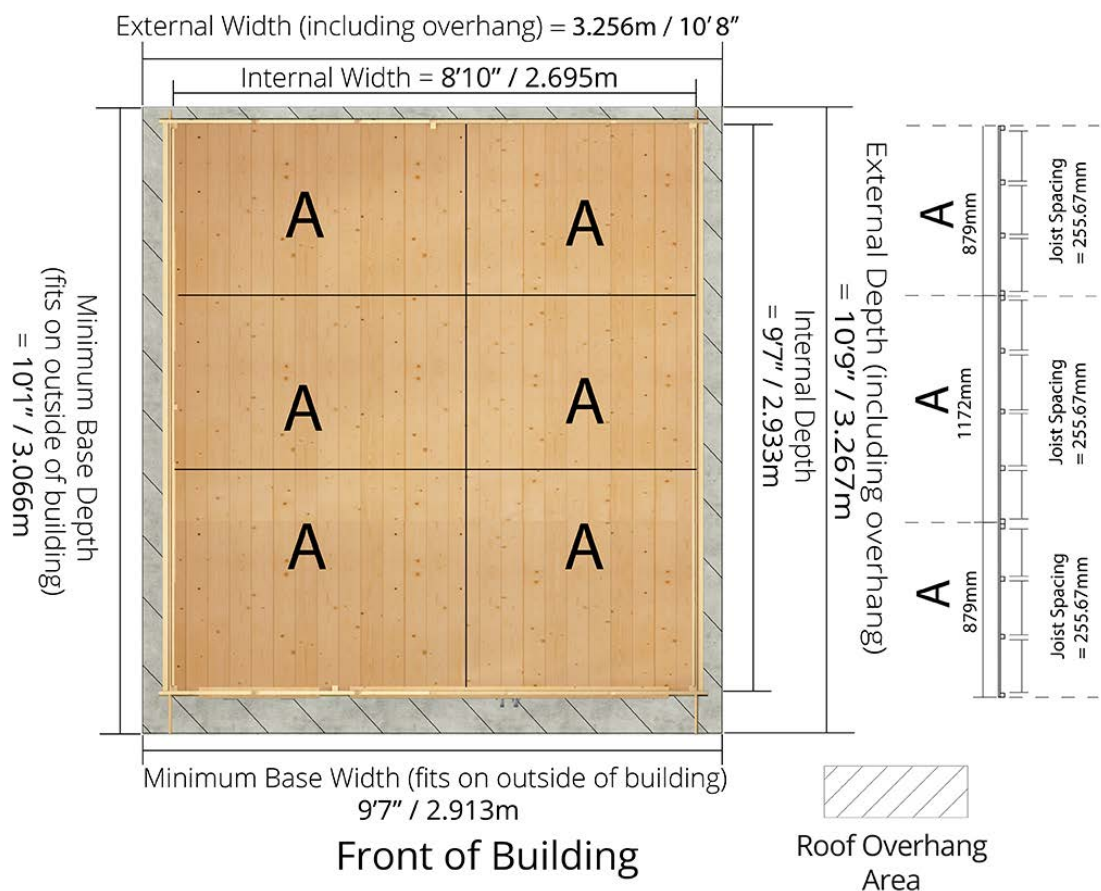 External Width (including overhang) = 3.256m / 10'8"
Internal Width = 8'10" / 2.695m
A
A
A
A
A
A
Minimum Base Depth
(fits on outside of building)
= 10'1" / 3.066m
Internal Depth
= 9'7" / 2.933m
External Depth (including overhang)
= 10'9" / 3.267m
A
879mm
Joist Spacing
= 255.67mm
A
1172mm
Joist Spacing
= 255.67mm
A
879mm
Joist Spacing
= 255.67mm
Minimum Base Width (fits on outside of building)
9'7" / 2.913m
Front of Building
Roof Overhang
Area